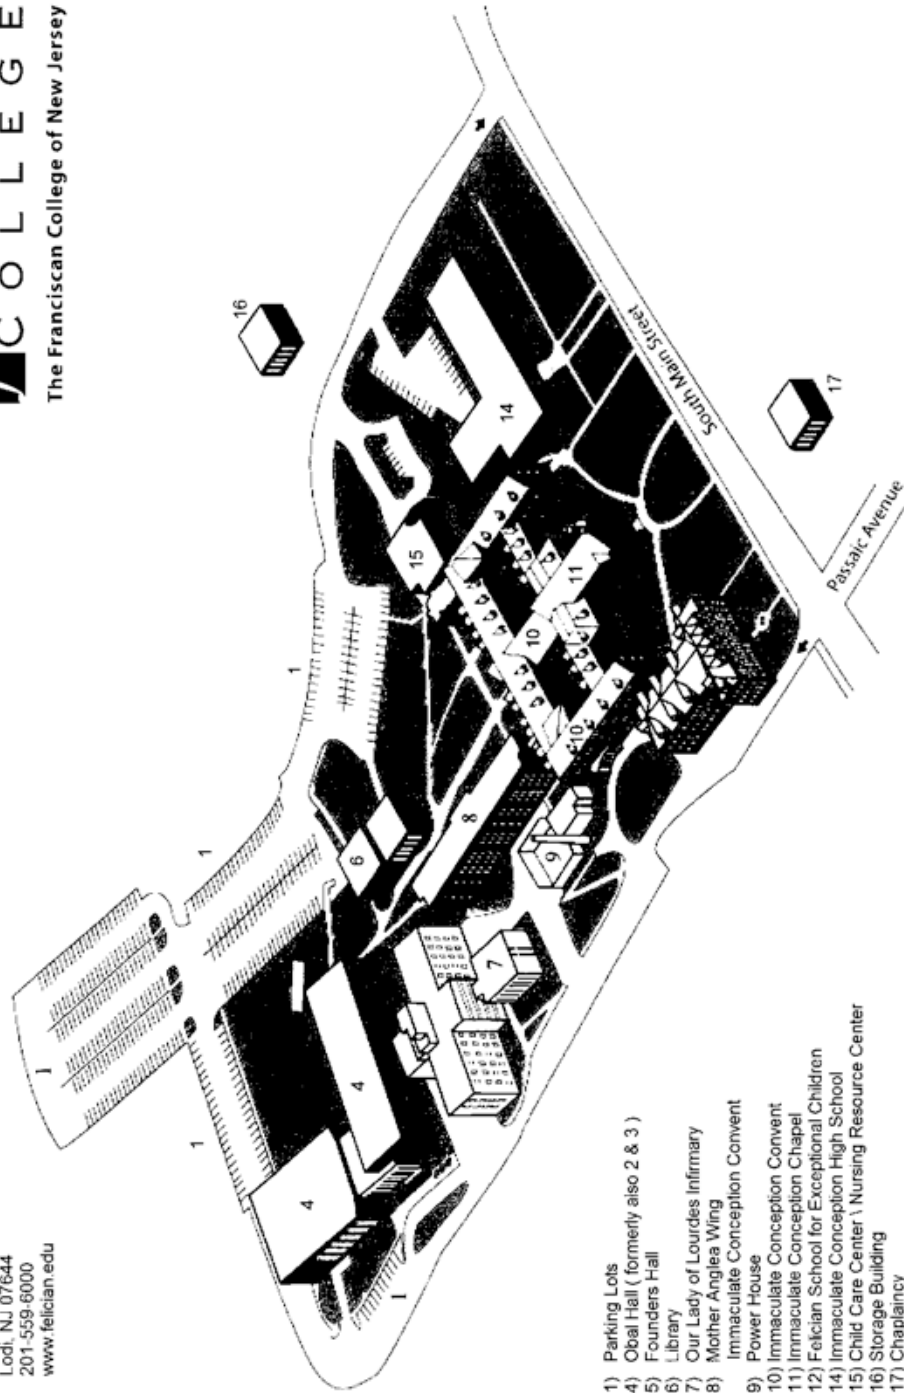 COLLEGE
The Franciscan College of New Jersey
Lodi, NJ 07644
201-559-6000
www.felician.edu
16
14
15
South Main Street
17
Passaic Avenue
11
10
10
1
1
6
8
9
7
1
1
4
4
1
1) Parking Lots
4) Obal Hall ( formerly also 2 & 3 )
5) Founders Hall
6) Library
7) Our Lady of Lourdes Infirmary
8) Mother Anglea Wing
Immaculate Conception Convent
9) Power House
10) Immaculate Conception Convent
11) Immaculate Conception Chapel
12) Felician School for Exceptional Children
14) Immaculate Conception High School
15) Child Care Center \ Nursing Resource Center
16) Storage Building
17) Chaplaincy